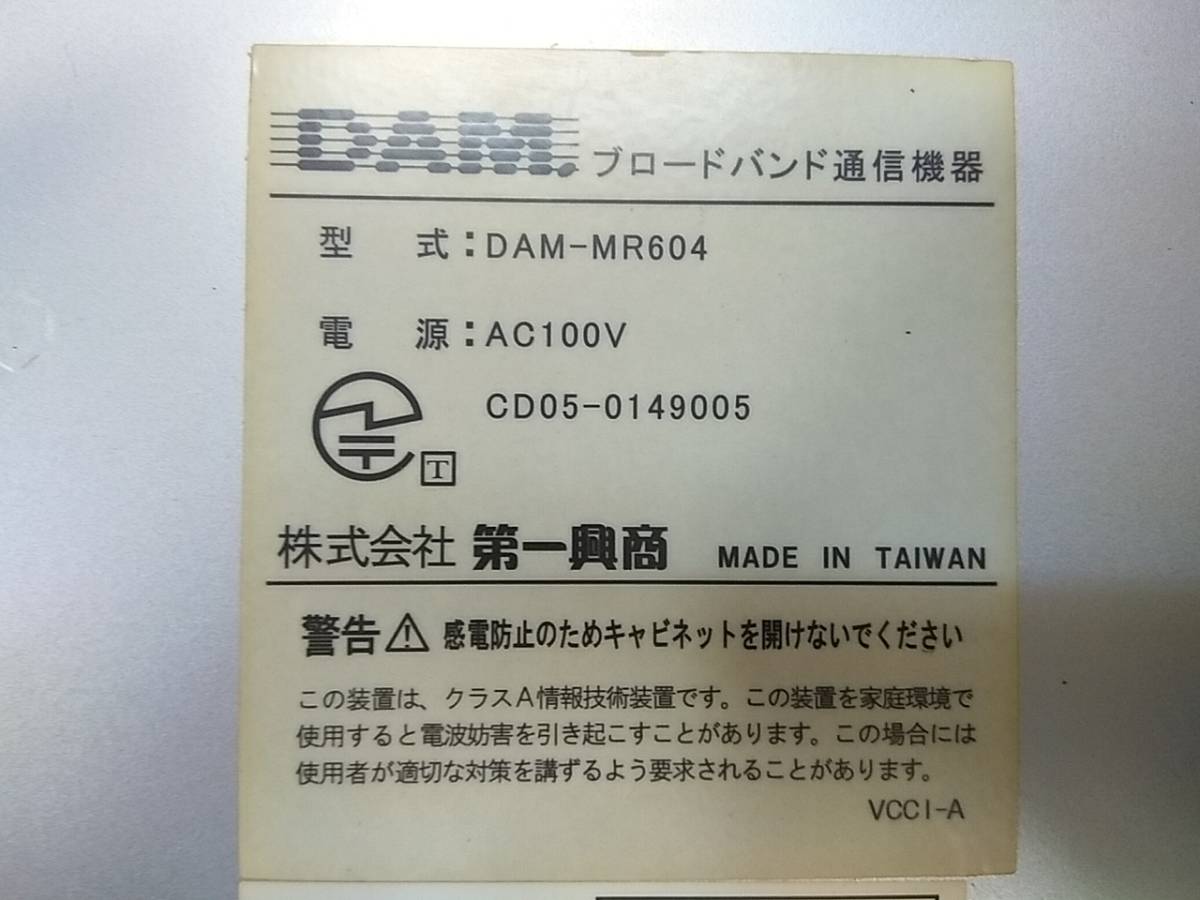 DAM ブロードバンド通信機器
型 式：DAM-MR604
電 源：AC100V
CD05-0149005
T
株式会社 第一興商 MADE IN TAIWAN
警告 感電防止のためキャビネットを開けないでください
この装置は、クラスA情報技術装置です。この装置を家庭環境で
使用すると電波妨害を引き起こすことがあります。この場合には
使用者が適切な対策を講ずるよう要求されることがあります。
VCCI-A